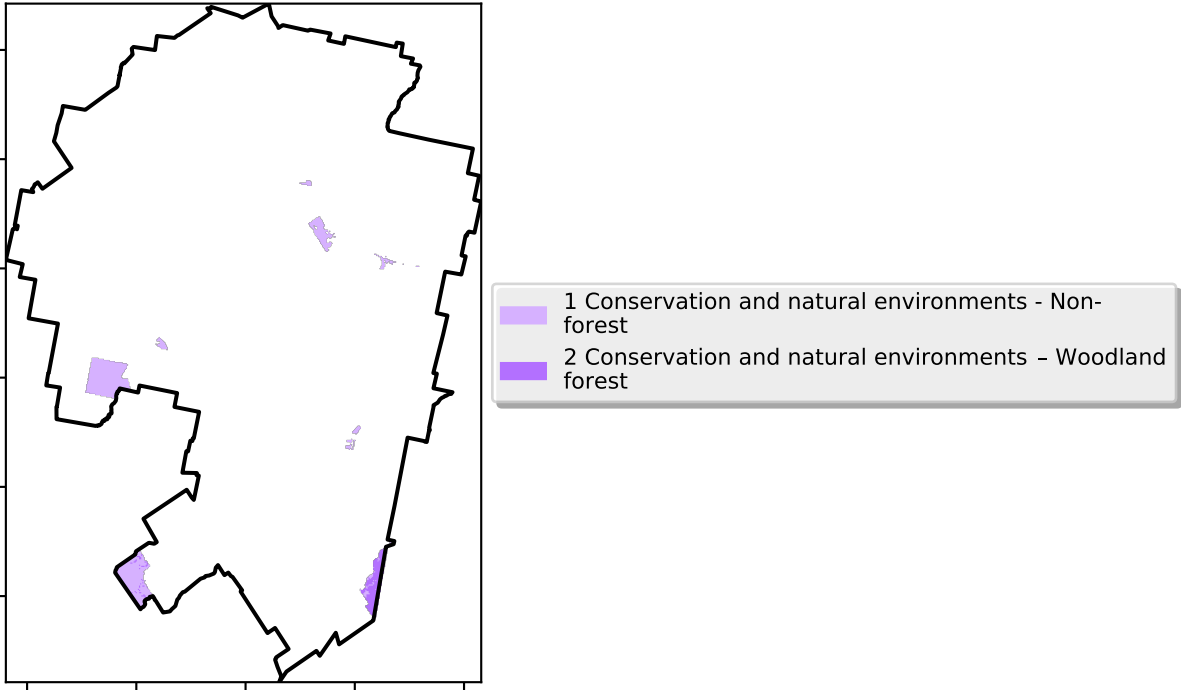 1 Conservation and natural environments - Non-
forest
2 Conservation and natural environments – Woodland
forest